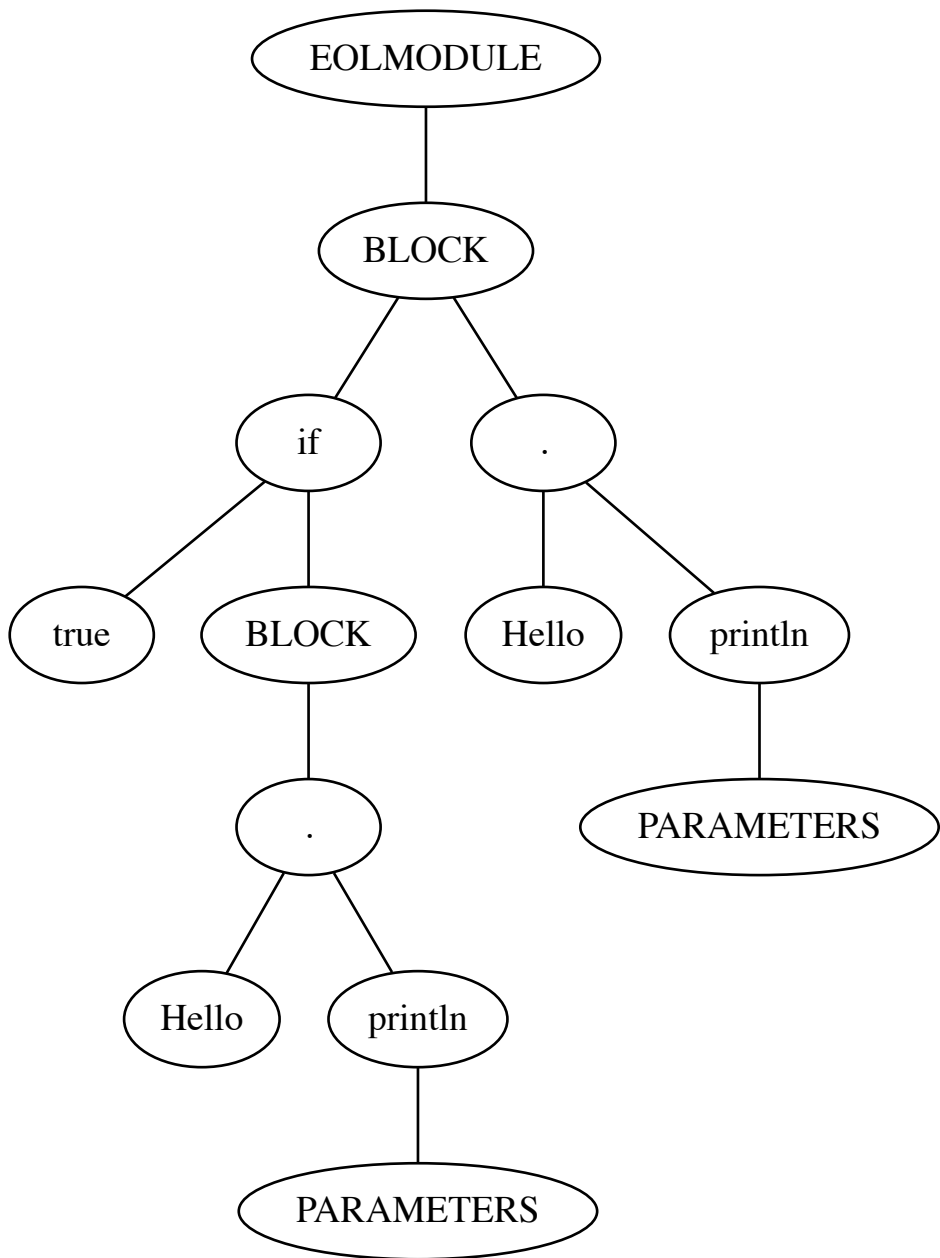 EOLMODULE
BLOCK
if
.
true
BLOCK
Hello
println
.
PARAMETERS
Hello
println
PARAMETERS